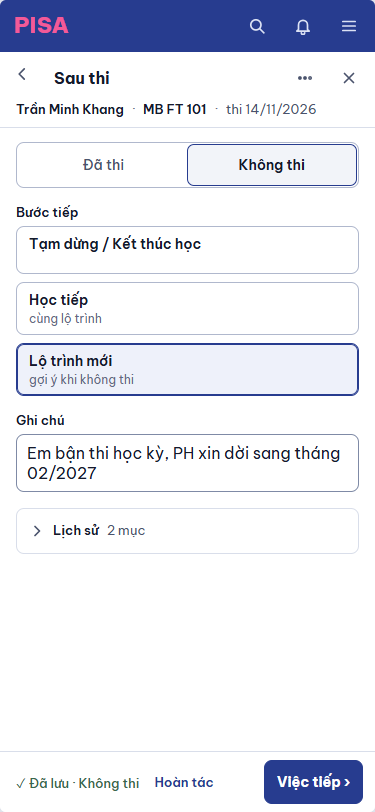 PISA
Sau thi
Trần Minh Khang · MB FT 101 · thi 14/11/2026
Đã thi
Không thi
Bước tiếp
Tạm dừng / Kết thúc học
Học tiếp
cùng lộ trình
Lộ trình mới
gợi ý khi không thi
Ghi chú
Em bận thi học kỳ, PH xin dời sang tháng
02/2027
Lịch sử 2 mục
✓ Đã lưu · Không thi Hoàn tác Việc tiếp ›